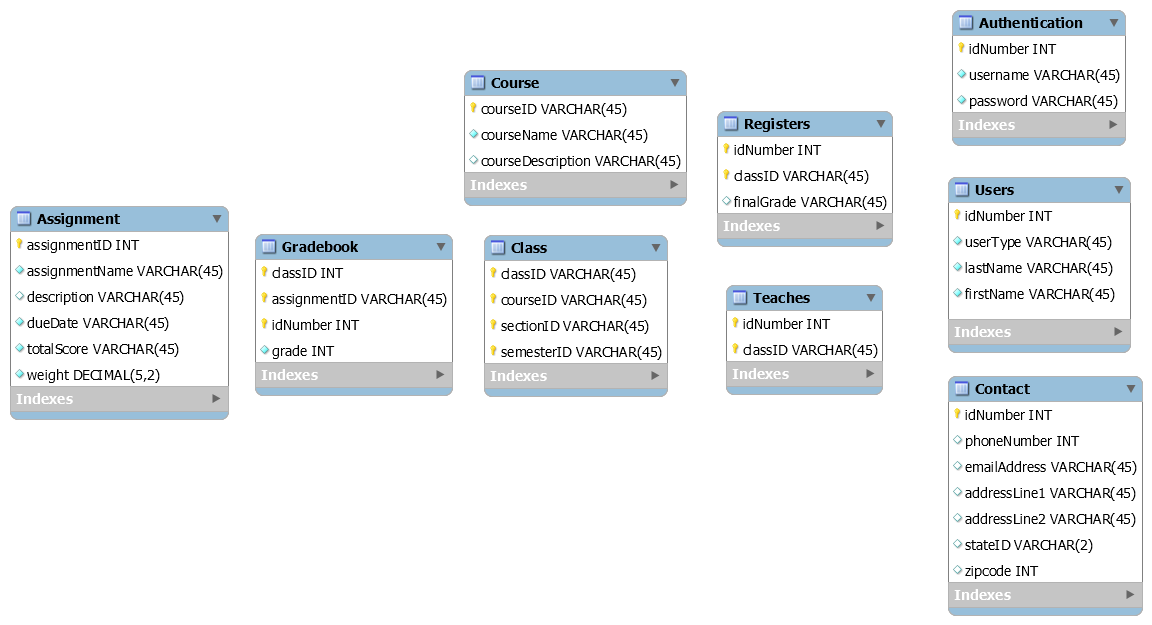 Assignment
assignmentID INT
assignmentName VARCHAR(45)
description VARCHAR(45)
dueDate VARCHAR(45)
totalScore VARCHAR(45)
weight DECIMAL(5,2)
Indexes
Gradebook
classID INT
assignmentID VARCHAR(45)
idNumber INT
grade INT
Indexes
Course
courseID VARCHAR(45)
courseName VARCHAR(45)
courseDescription VARCHAR(45)
Indexes
Class
classID VARCHAR(45)
courseID VARCHAR(45)
sectionID VARCHAR(45)
semesterID VARCHAR(45)
Indexes
Registers
idNumber INT
classID VARCHAR(45)
finalGrade VARCHAR(45)
Indexes
Teaches
idNumber INT
classID VARCHAR(45)
Indexes
Authentication
idNumber INT
username VARCHAR(45)
password VARCHAR(45)
Indexes
Users
idNumber INT
userType VARCHAR(45)
lastName VARCHAR(45)
firstName VARCHAR(45)
Indexes
Contact
idNumber INT
phoneNumber INT
emailAddress VARCHAR(45)
addressLine1 VARCHAR(45)
addressLine2 VARCHAR(45)
stateID VARCHAR(2)
zipcode INT
Indexes